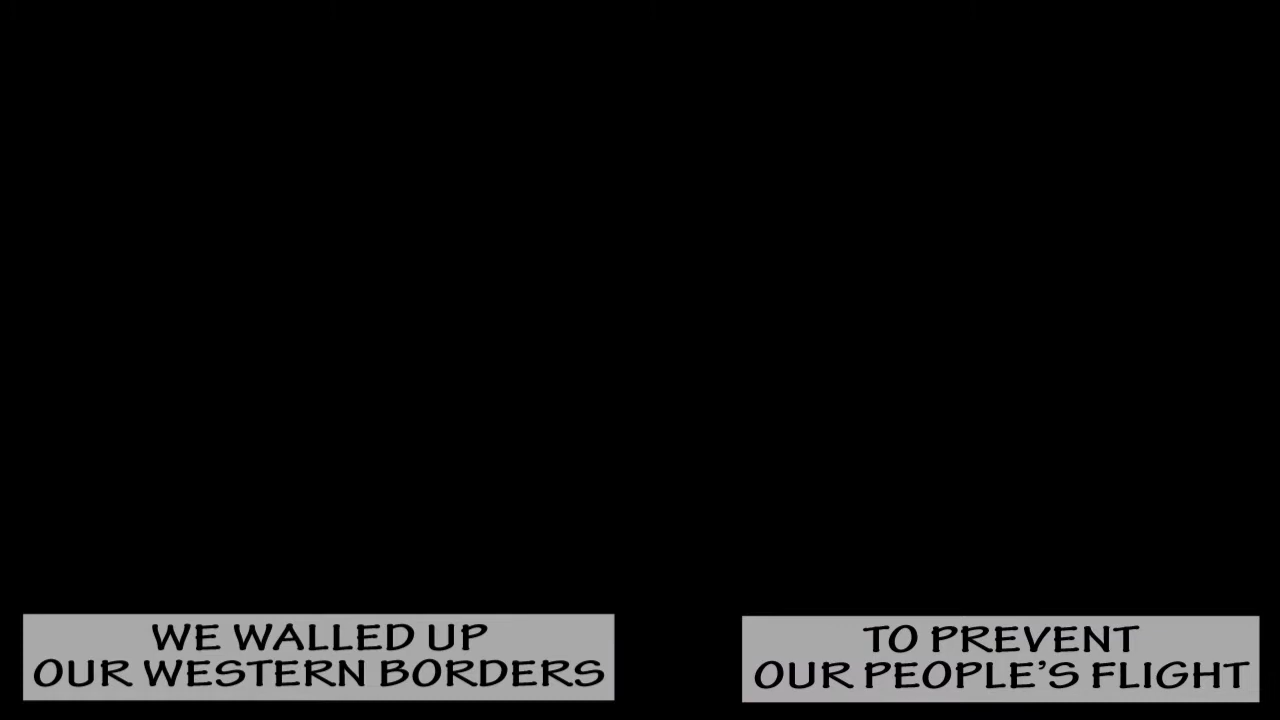 WE WALLED UP
OUR WESTERN BORDERS
TO PREVENT
OUR PEOPLE'S FLIGHT